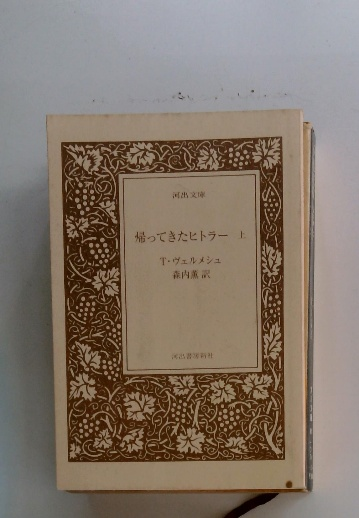 河出文庫
帰ってきたヒトラー 上
T・ヴェルメシュ
森内薫 訳
河出書房新社